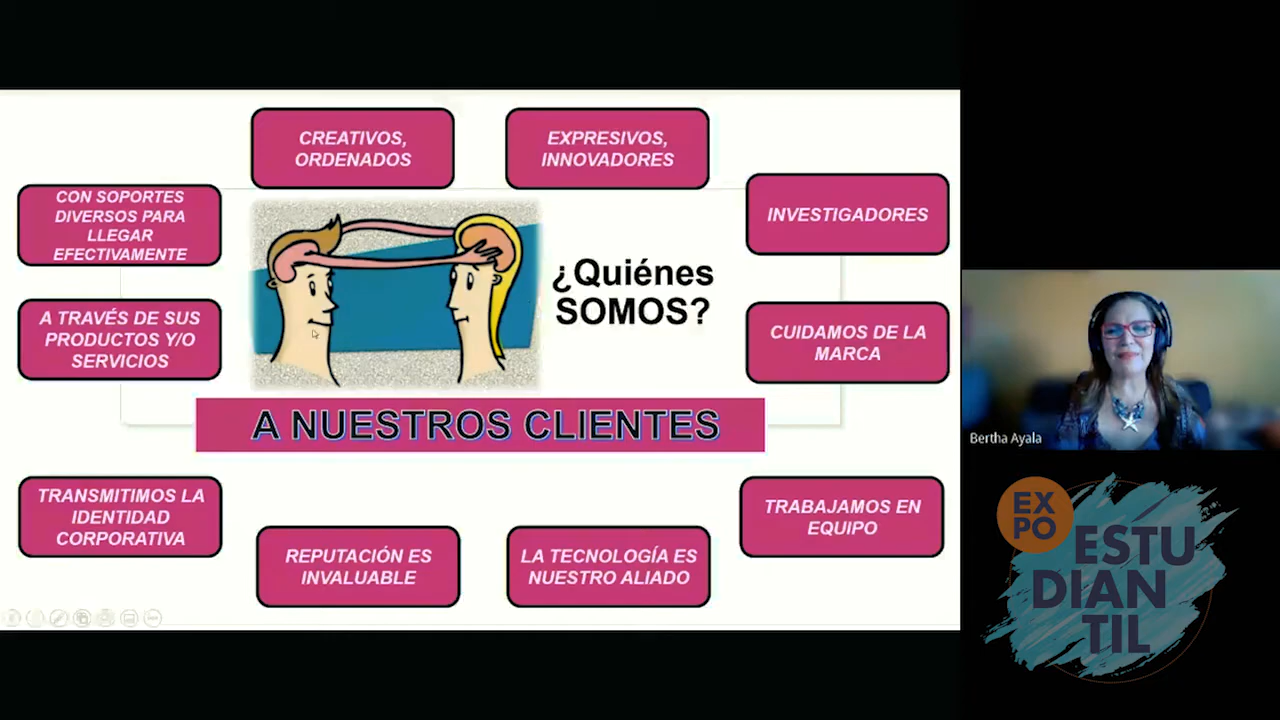 CREATIVOS,
ORDENADOS
EXPRESIVOS,
INNOVADORES
CON SOPORTES
DIVERSOS PARA
LLEGAR
EFECTIVAMENTE
INVESTIGADORES
¿Quiénes
SOMOS?
A TRAVÉS DE SUS
PRODUCTOS Y/O
SERVICIOS
CUIDAMOS DE LA
MARCA
A NUESTROS CLIENTES
TRANSMITIMOS LA
IDENTIDAD
CORPORATIVA
REPUTACIÓN ES
INVALUABLE
LA TECNOLOGÍA ES
NUESTRO ALIADO
TRABAJAMOS EN
EQUIPO
Bertha Ayala
EX
PO
ESTU
DIAN
TIL